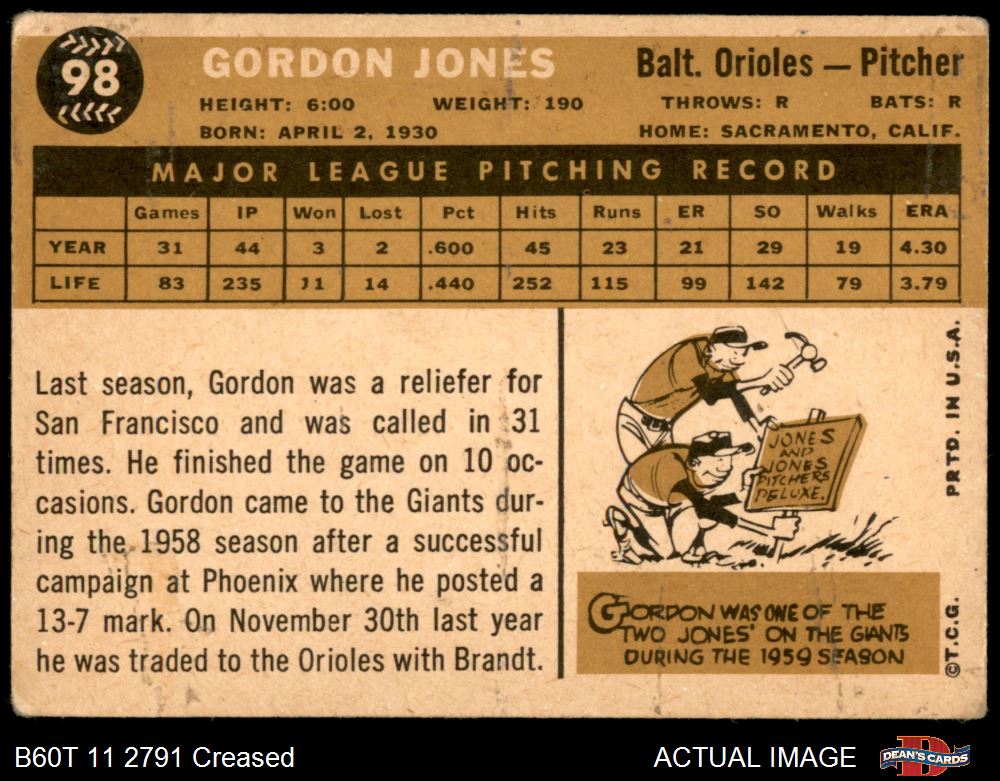 98
GORDON JONES
Balt. Orioles — Pitcher
HEIGHT: 6:00 WEIGHT: 190 THROWS: R BATS: R
BORN: APRIL 2, 1930 HOME: SACRAMENTO, CALIF.
MAJOR LEAGUE PITCHING RECORD
Games IP Won Lost Pct Hits Runs ER SO Walks ERA
YEAR 31 44 3 2 .600 45 23 21 29 19 4.30
LIFE 83 235 11 14 .440 252 115 99 142 79 3.79
Last season, Gordon was a reliefer for
San Francisco and was called in 31
times. He finished the game on 10 oc-
casions. Gordon came to the Giants dur-
ing the 1958 season after a successful
campaign at Phoenix where he posted a
13-7 mark. On November 30th last year
he was traded to the Orioles with Brandt.
JONES
AND
JONES
PITCHERS
DELUXE.
GORDON WAS ONE OF THE
TWO JONES' ON THE GIANTS
DURING THE 1959 SEASON
PRTD. IN U.S.A.
©T.C.G.
B60T 11 2791 Creased
ACTUAL IMAGE
D
DEAN'S CARDS